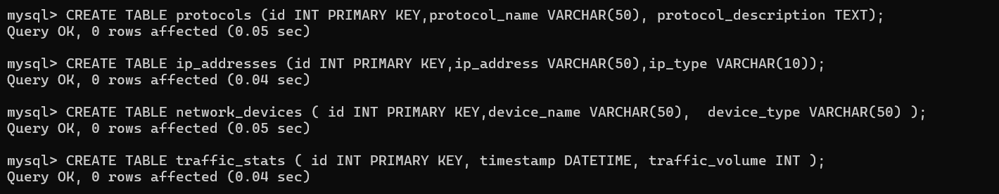 mysql> CREATE TABLE protocols (id INT PRIMARY KEY,protocol_name VARCHAR(50), protocol_description TEXT);
Query OK, 0 rows affected (0.05 sec)
mysql> CREATE TABLE ip_addresses (id INT PRIMARY KEY,ip_address VARCHAR(50),ip_type VARCHAR(10));
Query OK, 0 rows affected (0.04 sec)
mysql> CREATE TABLE network_devices ( id INT PRIMARY KEY,device_name VARCHAR(50),  device_type VARCHAR(50) );
Query OK, 0 rows affected (0.05 sec)
mysql> CREATE TABLE traffic_stats ( id INT PRIMARY KEY, timestamp DATETIME, traffic_volume INT );
Query OK, 0 rows affected (0.04 sec)